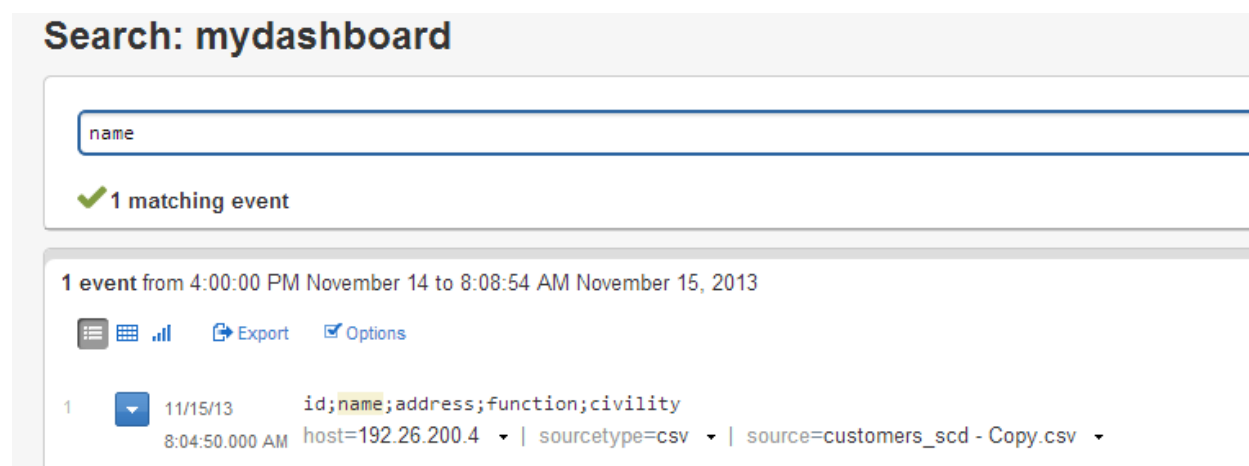 Search: mydashboard
name
1 matching event
1 event from 4:00:00 PM November 14 to 8:08:54 AM November 15, 2013
Export Options
1 11/15/13 id;name;address;function;civility
8:04:50.000 AM host=192.26.200.4 | sourcetype=csv | source=customers_scd - Copy.csv